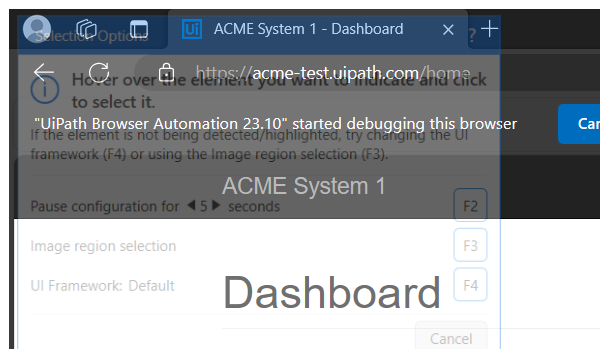 Selection Options
?
Ui
ACME System 1 - Dashboard
https://acme-test.uipath.com/home
Hover over the element you want to indicate and click
to select it.
"UiPath Browser Automation 23.10" started debugging this browser
Can
If the element is not being detected/highlighted, try changing the UI
framework (F4) or using the Image region selection (F3).
ACME System 1
Pause configuration for 5 seconds
F2
Image region selection
F3
UI Framework: Default
F4
Dashboard
Cancel